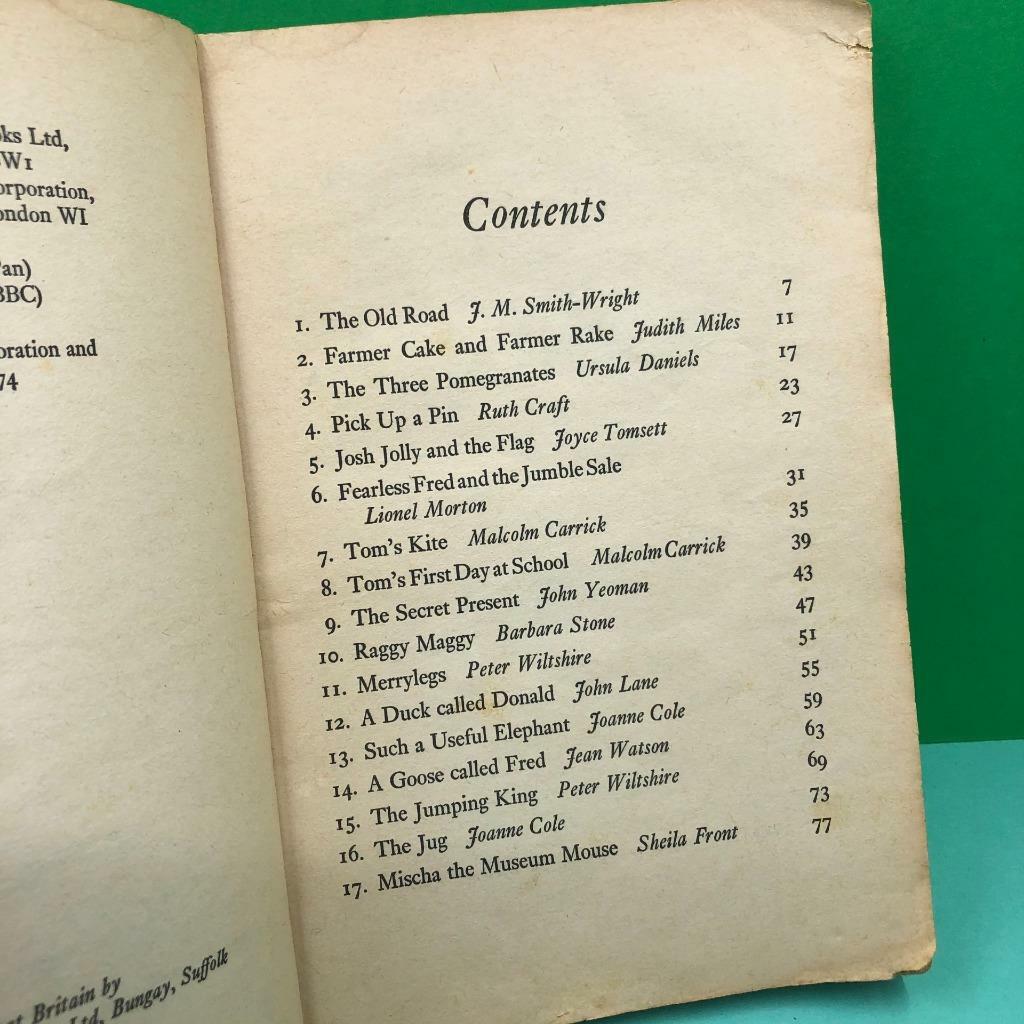 oks Ltd,
SW1
orporation,
ondon WI
Pan)
BBC)
oration and
74
at Britain by
Ltd, Bungay, Suffolk
Contents
1. The Old Road J. M. Smith-Wright 7
2. Farmer Cake and Farmer Rake Judith Miles 11
3. The Three Pomegranates Ursula Daniels 17
4. Pick Up a Pin Ruth Craft 23
5. Josh Jolly and the Flag Joyce Tomsett 27
6. Fearless Fred and the Jumble Sale
Lionel Morton 31
7. Tom's Kite Malcolm Carrick 35
8. Tom's First Day at School Malcolm Carrick 39
9. The Secret Present John Yeoman 43
10. Raggy Maggy Barbara Stone 47
11. Merrylegs Peter Wiltshire 51
12. A Duck called Donald John Lane 55
13. Such a Useful Elephant Joanne Cole 59
14. A Goose called Fred Jean Watson 63
15. The Jumping King Peter Wiltshire 69
16. The Jug Joanne Cole 73
17. Mischa the Museum Mouse Sheila Front 77